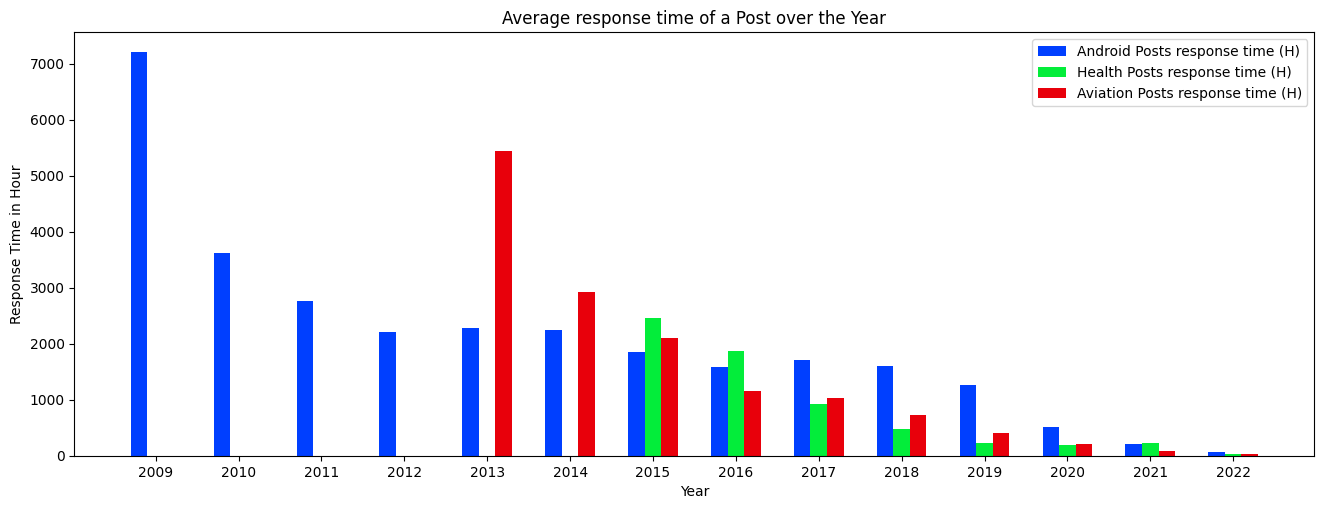 Average response time of a Post over the Year
Android Posts response time (H)
Health Posts response time (H)
Aviation Posts response time (H)
Response Time in Hour
7000
6000
5000
4000
3000
2000
1000
0
2009 2010 2011 2012 2013 2014 2015 2016 2017 2018 2019 2020 2021 2022
Year